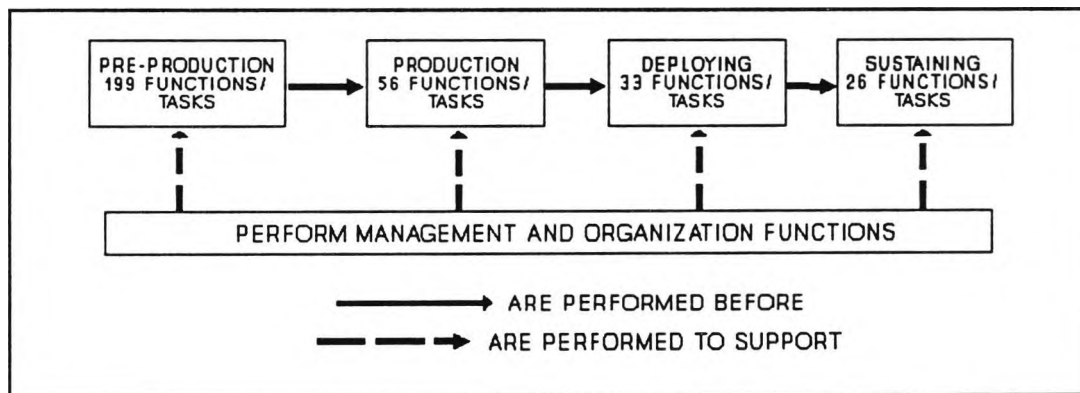 PRE-PRODUCTION
199 FUNCTIONS/
TASKS
PRODUCTION
56 FUNCTIONS/
TASKS
DEPLOYING
33 FUNCTIONS/
TASKS
SUSTAINING
26 FUNCTIONS/
TASKS
PERFORM MANAGEMENT AND ORGANIZATION FUNCTIONS
ARE PERFORMED BEFORE
ARE PERFORMED TO SUPPORT